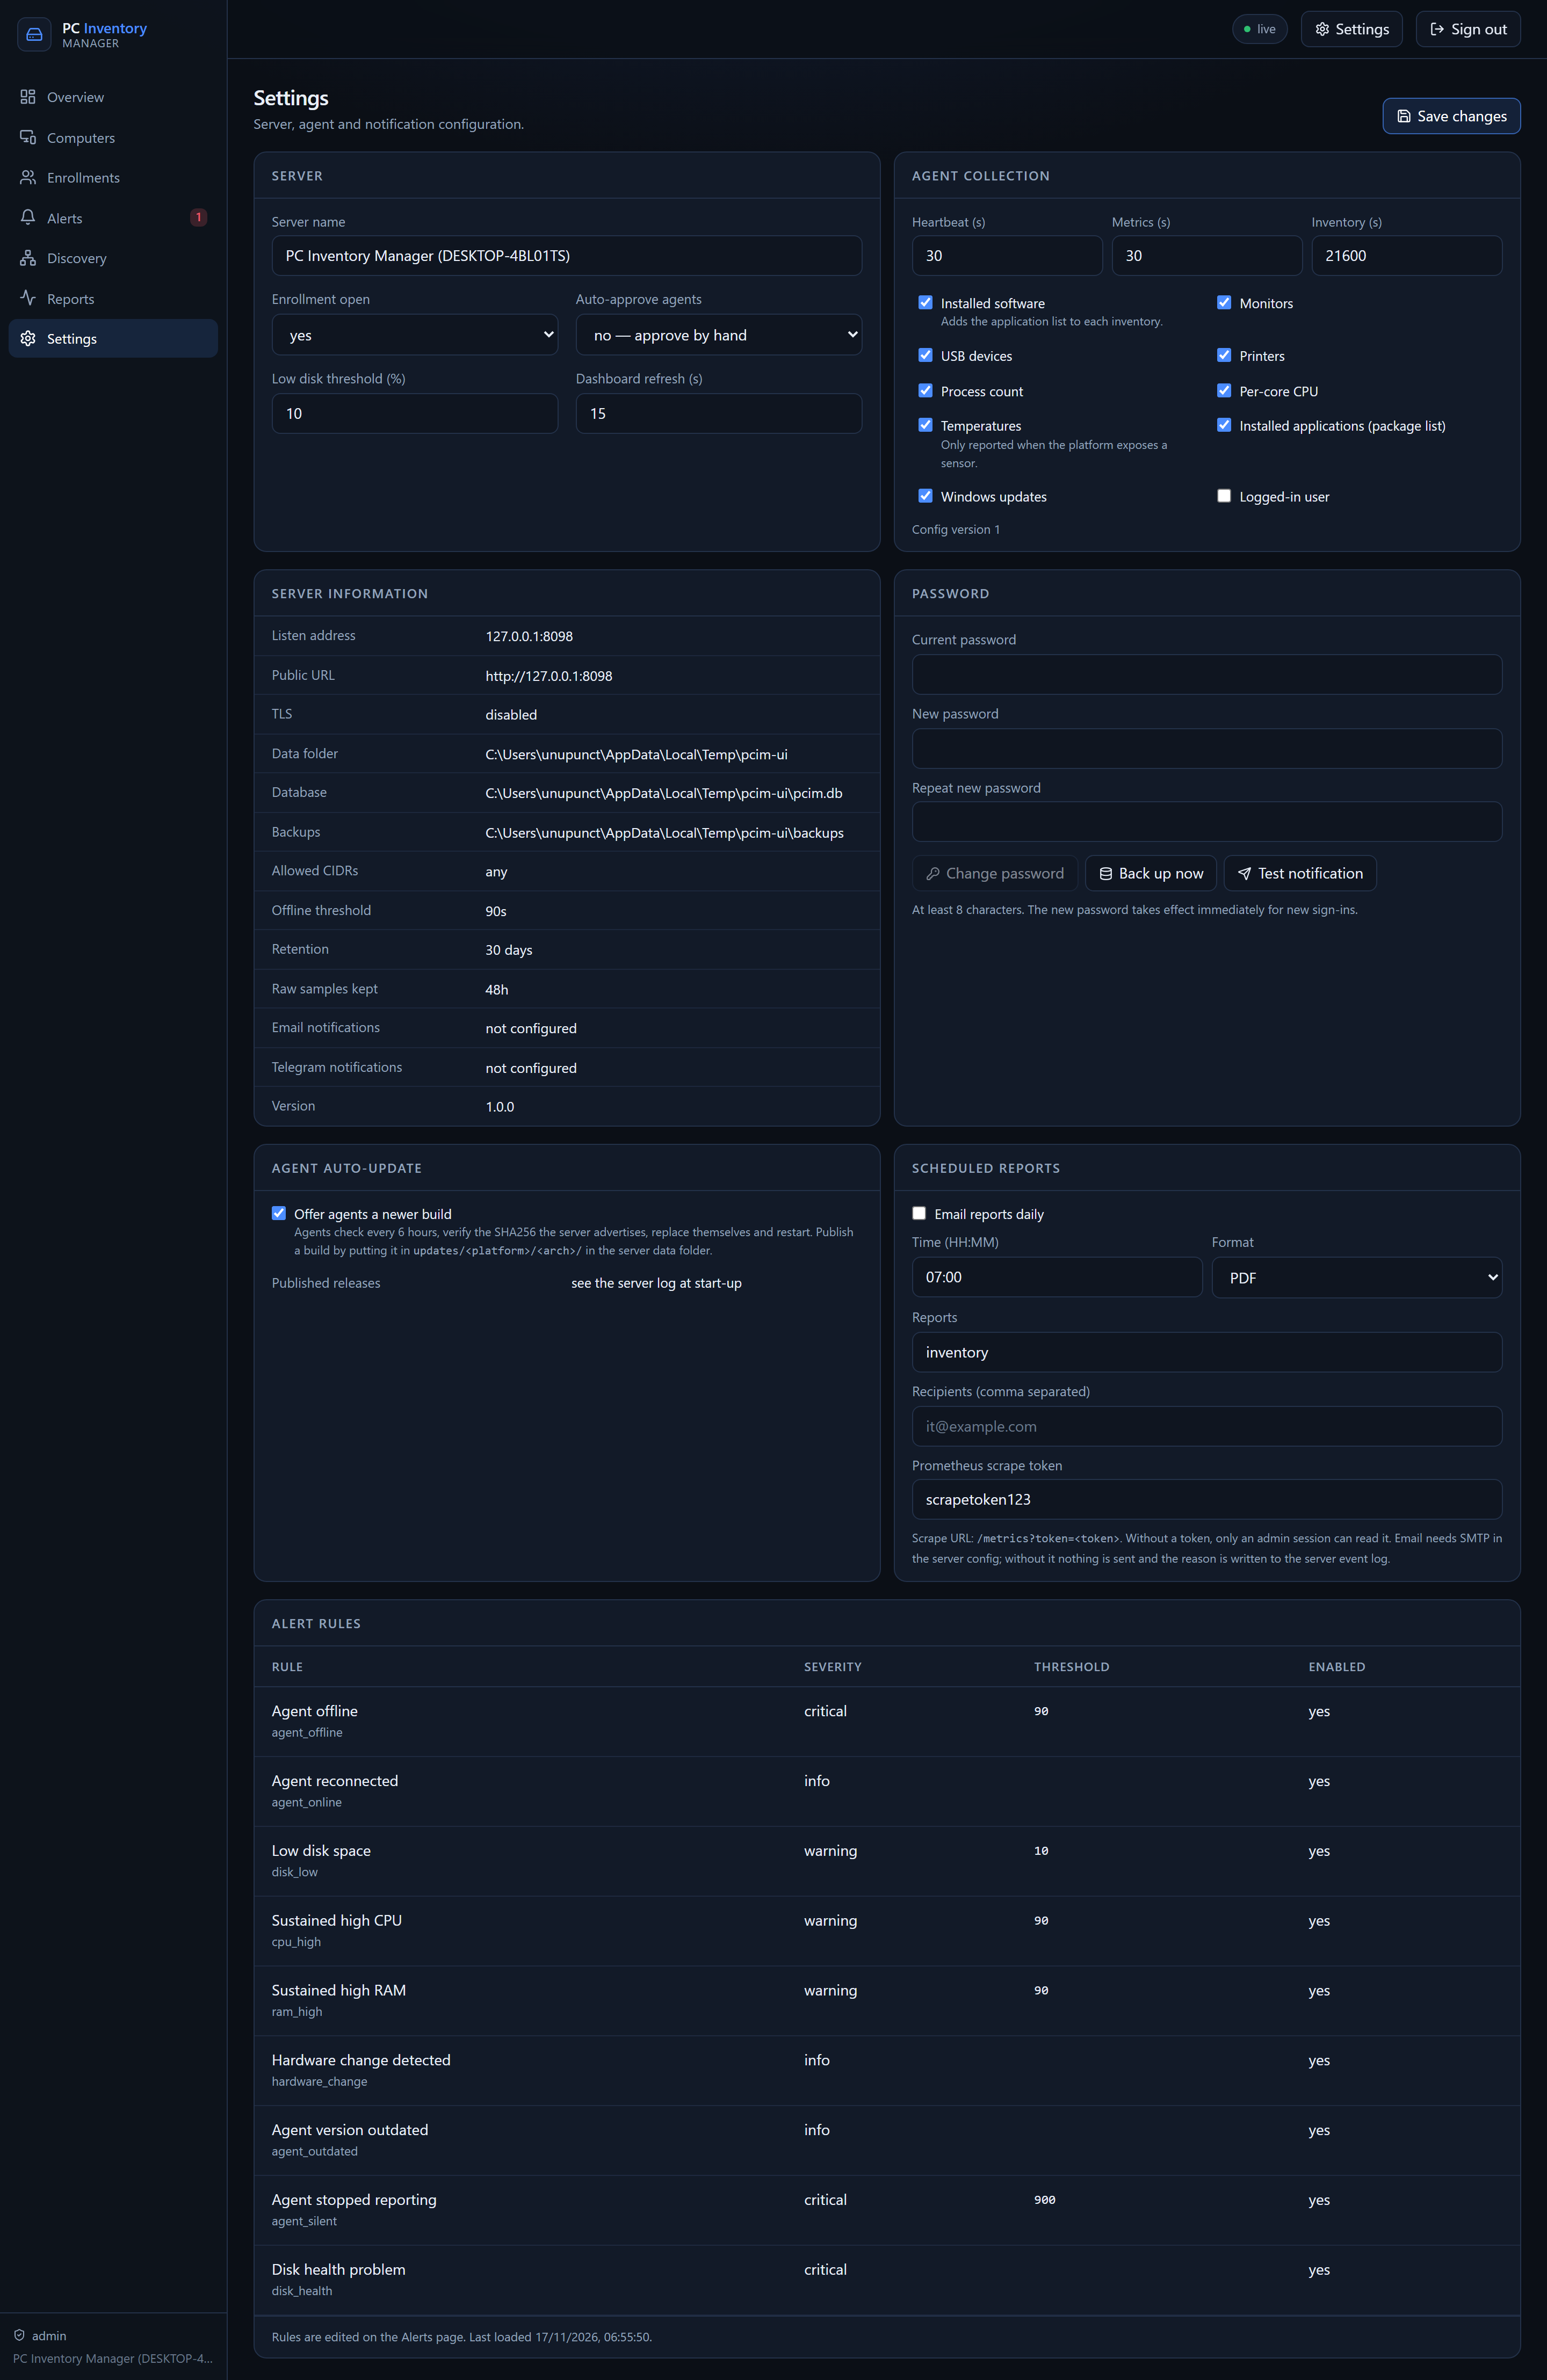 PC Inventory
MANAGER
Overview
Computers
Enrollments
Alerts 1
Discovery
Reports
Settings
admin
PC Inventory Manager (DESKTOP-4...
live
Settings
Sign out
Settings
Server, agent and notification configuration.
Save changes
SERVER
Server name
PC Inventory Manager (DESKTOP-4BL01TS)
Enrollment open
yes
Auto-approve agents
no — approve by hand
Low disk threshold (%)
10
Dashboard refresh (s)
15
AGENT COLLECTION
Heartbeat (s)
30
Metrics (s)
30
Inventory (s)
21600
Installed software
Adds the application list to each inventory.
Monitors
USB devices
Printers
Process count
Per-core CPU
Temperatures
Only reported when the platform exposes a
sensor.
Installed applications (package list)
Windows updates
Logged-in user
Config version 1
SERVER INFORMATION
Listen address 127.0.0.1:8098
Public URL http://127.0.0.1:8098
TLS disabled
Data folder C:\Users\unupunct\AppData\Local\Temp\pcim-ui
Database C:\Users\unupunct\AppData\Local\Temp\pcim-ui\pcim.db
Backups C:\Users\unupunct\AppData\Local\Temp\pcim-ui\backups
Allowed CIDRs any
Offline threshold 90s
Retention 30 days
Raw samples kept 48h
Email notifications not configured
Telegram notifications not configured
Version 1.0.0
PASSWORD
Current password
New password
Repeat new password
Change password
Back up now
Test notification
At least 8 characters. The new password takes effect immediately for new sign-ins.
AGENT AUTO-UPDATE
Offer agents a newer build
Agents check every 6 hours, verify the SHA256 the server advertises, replace themselves and restart. Publish
a build by putting it in updates/<platform>/<arch>/ in the server data folder.
Published releases see the server log at start-up
SCHEDULED REPORTS
Email reports daily
Time (HH:MM)
07:00
Format
PDF
Reports
inventory
Recipients (comma separated)
it@example.com
Prometheus scrape token
scrapetoken123
Scrape URL: /metrics?token=<token>. Without a token, only an admin session can read it. Email needs SMTP in
the server config; without it nothing is sent and the reason is written to the server event log.
ALERT RULES
RULE SEVERITY THRESHOLD ENABLED
Agent offline critical 90 yes
agent_offline
Agent reconnected info yes
agent_online
Low disk space warning 10 yes
disk_low
Sustained high CPU warning 90 yes
cpu_high
Sustained high RAM warning 90 yes
ram_high
Hardware change detected info yes
hardware_change
Agent version outdated info yes
agent_outdated
Agent stopped reporting critical 900 yes
agent_silent
Disk health problem critical yes
disk_health
Rules are edited on the Alerts page. Last loaded 17/11/2026, 06:55:50.